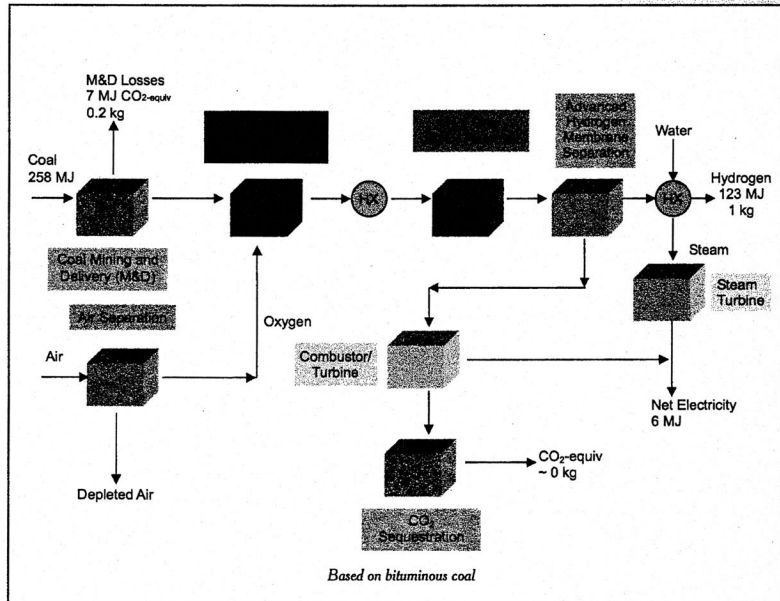 M&D Losses
7 MJ CO2-equiv
0.2 kg
Coal
258 MJ
Coal Mining and
Delivery (M&D)
Air Separation
Air
Depleted Air
Oxygen
HX
Advanced
Hydrogen
Membrane
Separation
Water
HX
Hydrogen
123 MJ
1 kg
Steam
Steam
Turbine
Combustor/
Turbine
Net Electricity
6 MJ
CO2-equiv
~ 0 kg
CO2
Sequestration
Based on bituminous coal